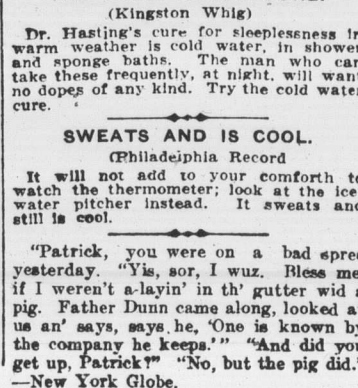 (Kingston Whig)
Dr. Hasting's cure for sleeplessness in
warm weather is cold water, in shower
and sponge baths. The man who can
take these frequently, at night, will want
no dopes of any kind. Try the cold water
cure.
SWEATS AND IS COOL.
(Philadelphia Record
It will not add to your comforth to
watch the thermometer; look at the ice
water pitcher instead. It sweats and
still is cool.
"Patrick, you were on a bad spree
yesterday. "Yis, sor, I wuz. Bless me
if I weren't a-layin' in th' gutter wid a
pig. Father Dunn came along, looked at
us an' says, says he, 'One is known by
the company he keeps.'" "And did you
get up, Patrick?" "No, but the pig did."
—New York Globe.